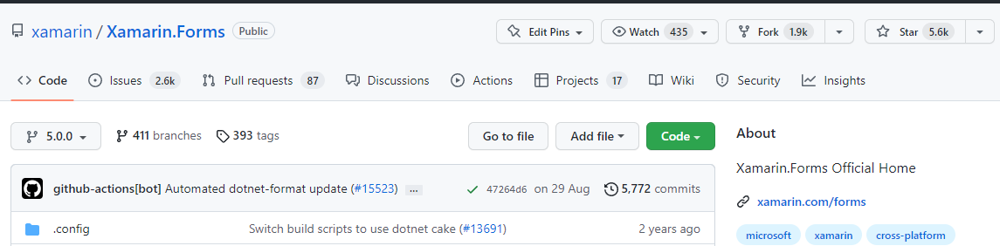 xamarin / Xamarin.Forms Public Edit Pins Watch 435 Fork 1.9k Star 5.6k
Code Issues 2.6k Pull requests 87 Discussions Actions Projects 17 Wiki Security Insights
5.0.0 411 branches 393 tags Go to file Add file Code
About
github-actions[bot] Automated dotnet-format update (#15523) ... 47264d6 on 29 Aug 5,772 commits
Xamarin.Forms Official Home
xamarin.com/forms
.config Switch build scripts to use dotnet cake (#13691) 2 years ago
microsoft xamarin cross-platform